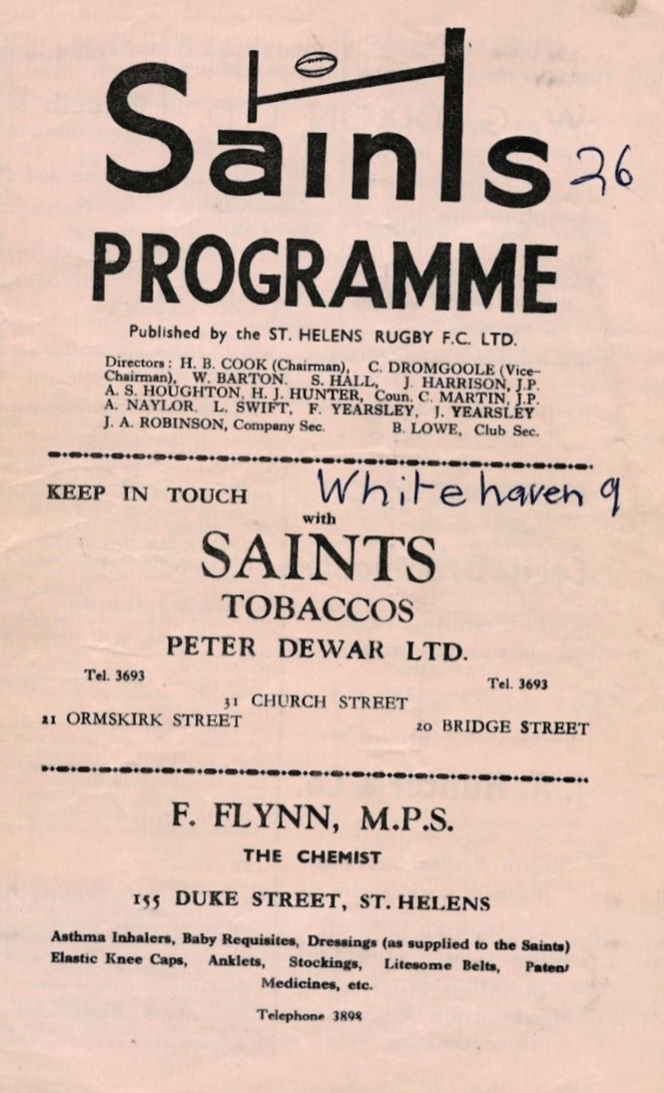 Saints 26
PROGRAMME
Published by the ST. HELENS RUGBY F.C. LTD.
Directors : H. B. COOK (Chairman), C. DROMGOOLE (Vice-
Chairman), W. BARTON. S. HALL, J. HARRISON, J.P.
A. S. HOUGHTON, H. J. HUNTER, Coun. C. MARTIN, J.P.
A. NAYLOR, L. SWIFT, F. YEARSLEY, J. YEARSLEY
J. A. ROBINSON, Company Sec. B. LOWE, Club Sec.
KEEP IN TOUCH Whitehaven 9
with
SAINTS
TOBACCOS
PETER DEWAR LTD.
Tel. 3693 Tel. 3693
31 CHURCH STREET
21 ORMSKIRK STREET 20 BRIDGE STREET
F. FLYNN, M.P.S.
THE CHEMIST
155 DUKE STREET, ST. HELENS
Asthma Inhalers, Baby Requisites, Dressings (as supplied to the Saints)
Elastic Knee Caps, Anklets, Stockings, Litesome Belts, Patent
Medicines, etc.
Telephone 3898